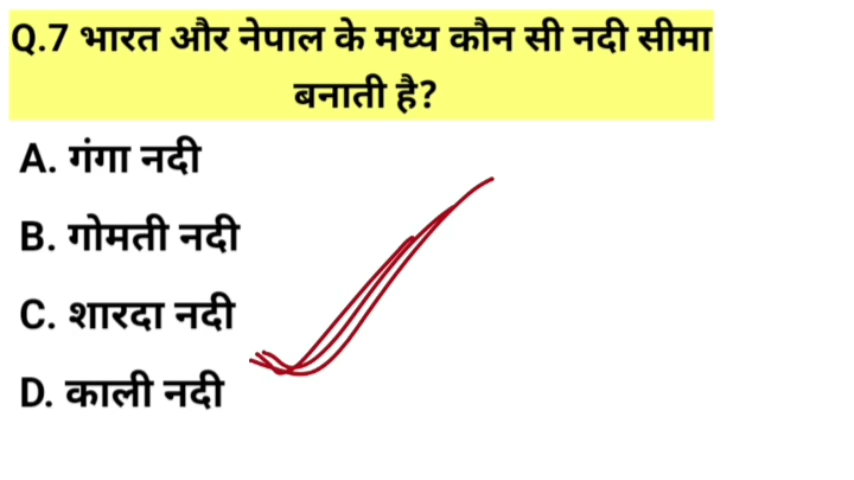 Q.7 भारत और नेपाल के मध्य कौन सी नदी सीमा
बनाती है?
A. गंगा नदी
B. गोमती नदी
C. शारदा नदी
D. काली नदी